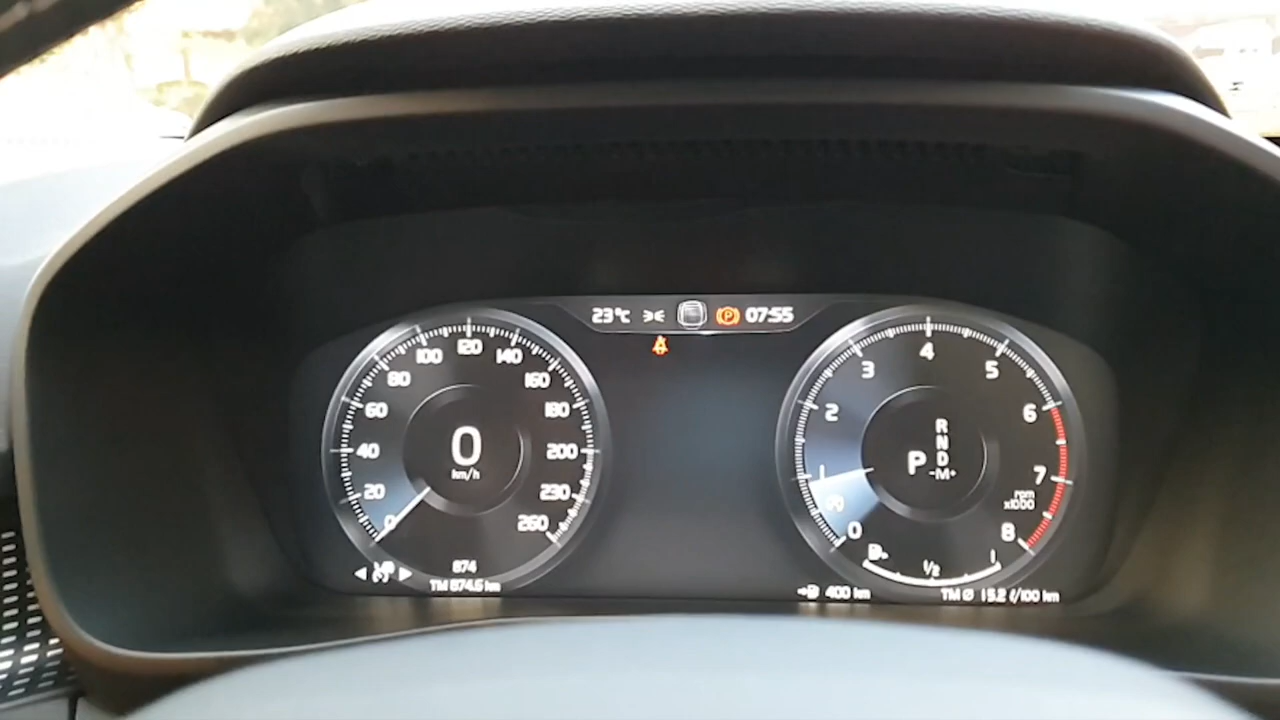 23°C 07:55
100 120 140
80 160
60 180
40 0 200
km/h
20 230
0 260
874
TM 874.6 km
4
3 5
2 6
R
N
P D
-M+
1 7
rpm
x1000
0 8
1/2 1
400 km
TM Ø 15.2 ℓ/100 km